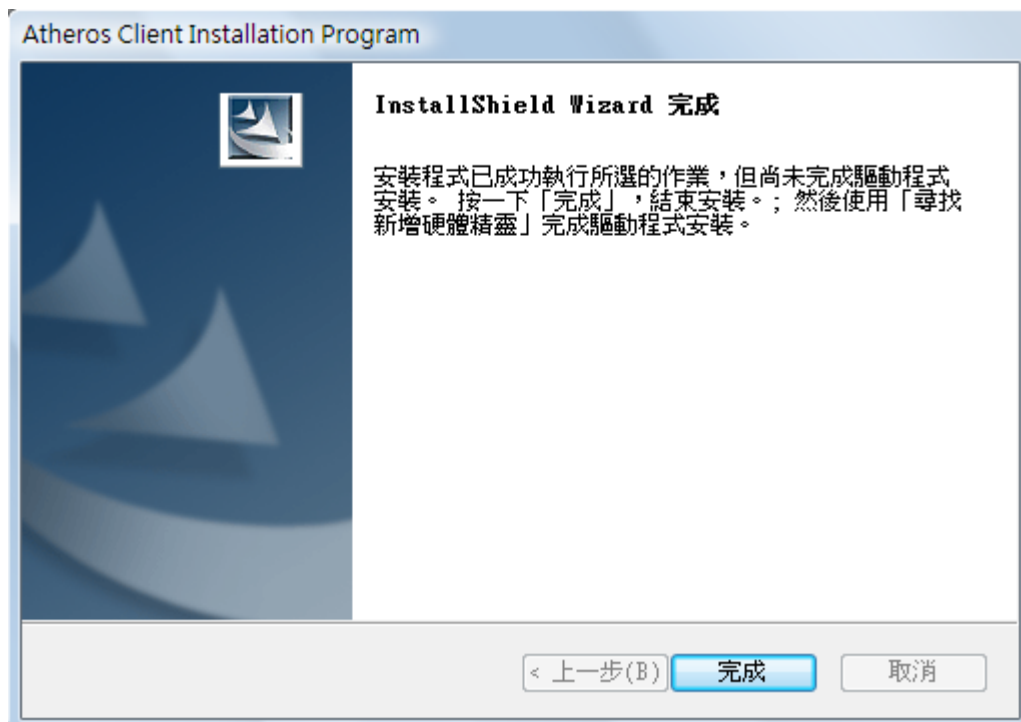 Atheros Client Installation Program
InstallShield Wizard 完成
安裝程式已成功執行所選的作業，但尚未完成驅動程式
安裝。 按一下「完成」，結束安裝。; 然後使用「尋找
新增硬體精靈」完成驅動程式安裝。
< 上一步(B)
完成
取消